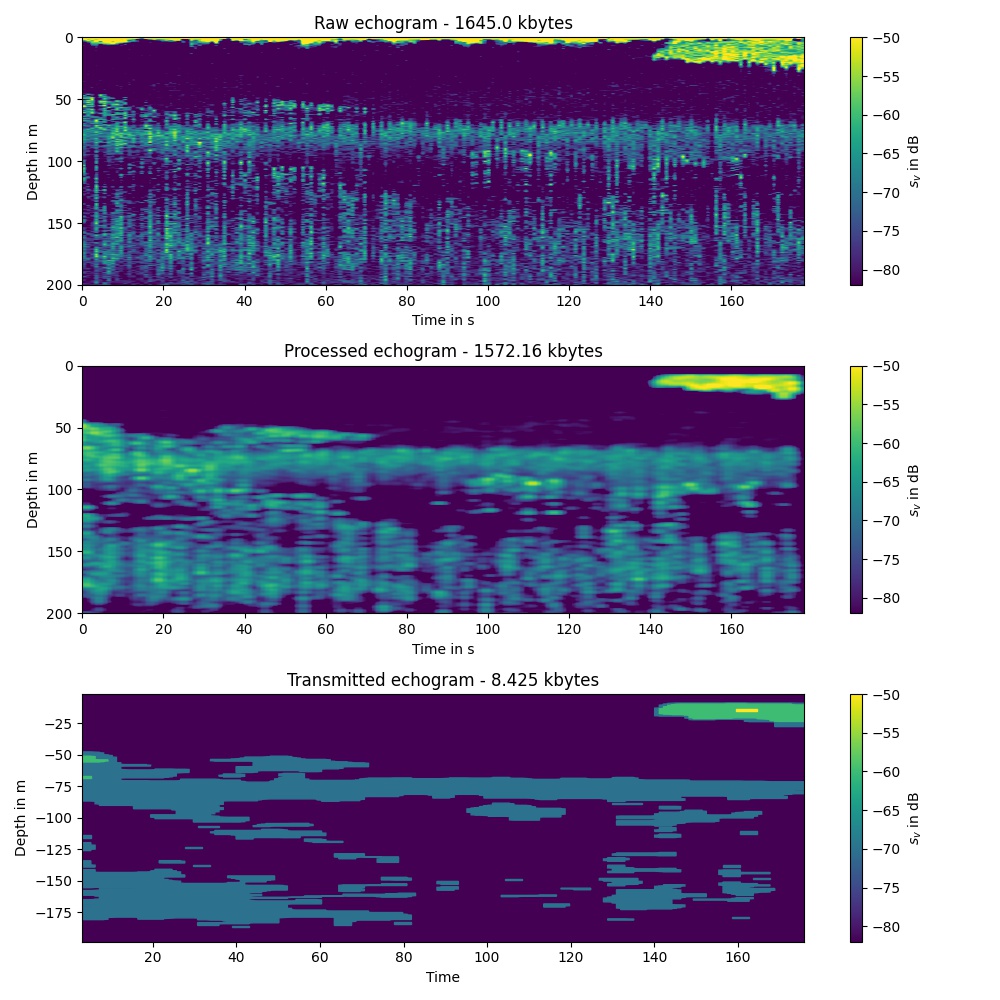 Raw echogram - 1645.0 kbytes
0
50
100
150
200
Depth in m
0 20 40 60 80 100 120 140 160
Time in s
−50
−55
−60
−65
−70
−75
−80
sv in dB
Processed echogram - 1572.16 kbytes
0
50
100
150
200
Depth in m
0 20 40 60 80 100 120 140 160
Time in s
−50
−55
−60
−65
−70
−75
−80
sv in dB
Transmitted echogram - 8.425 kbytes
−25
−50
−75
−100
−125
−150
−175
Depth in m
20 40 60 80 100 120 140 160
Time
−50
−55
−60
−65
−70
−75
−80
sv in dB